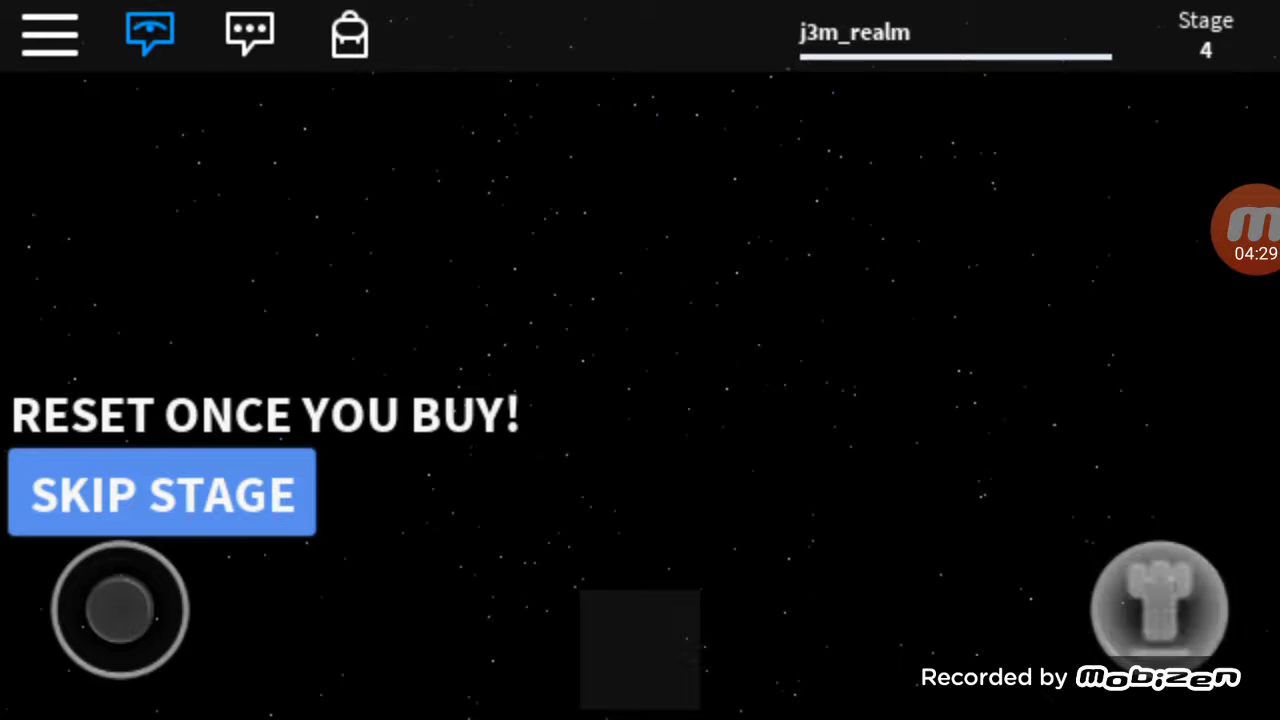 j3m_realm
Stage
4
04:29
RESET ONCE YOU BUY!
SKIP STAGE
Recorded by Mobizen